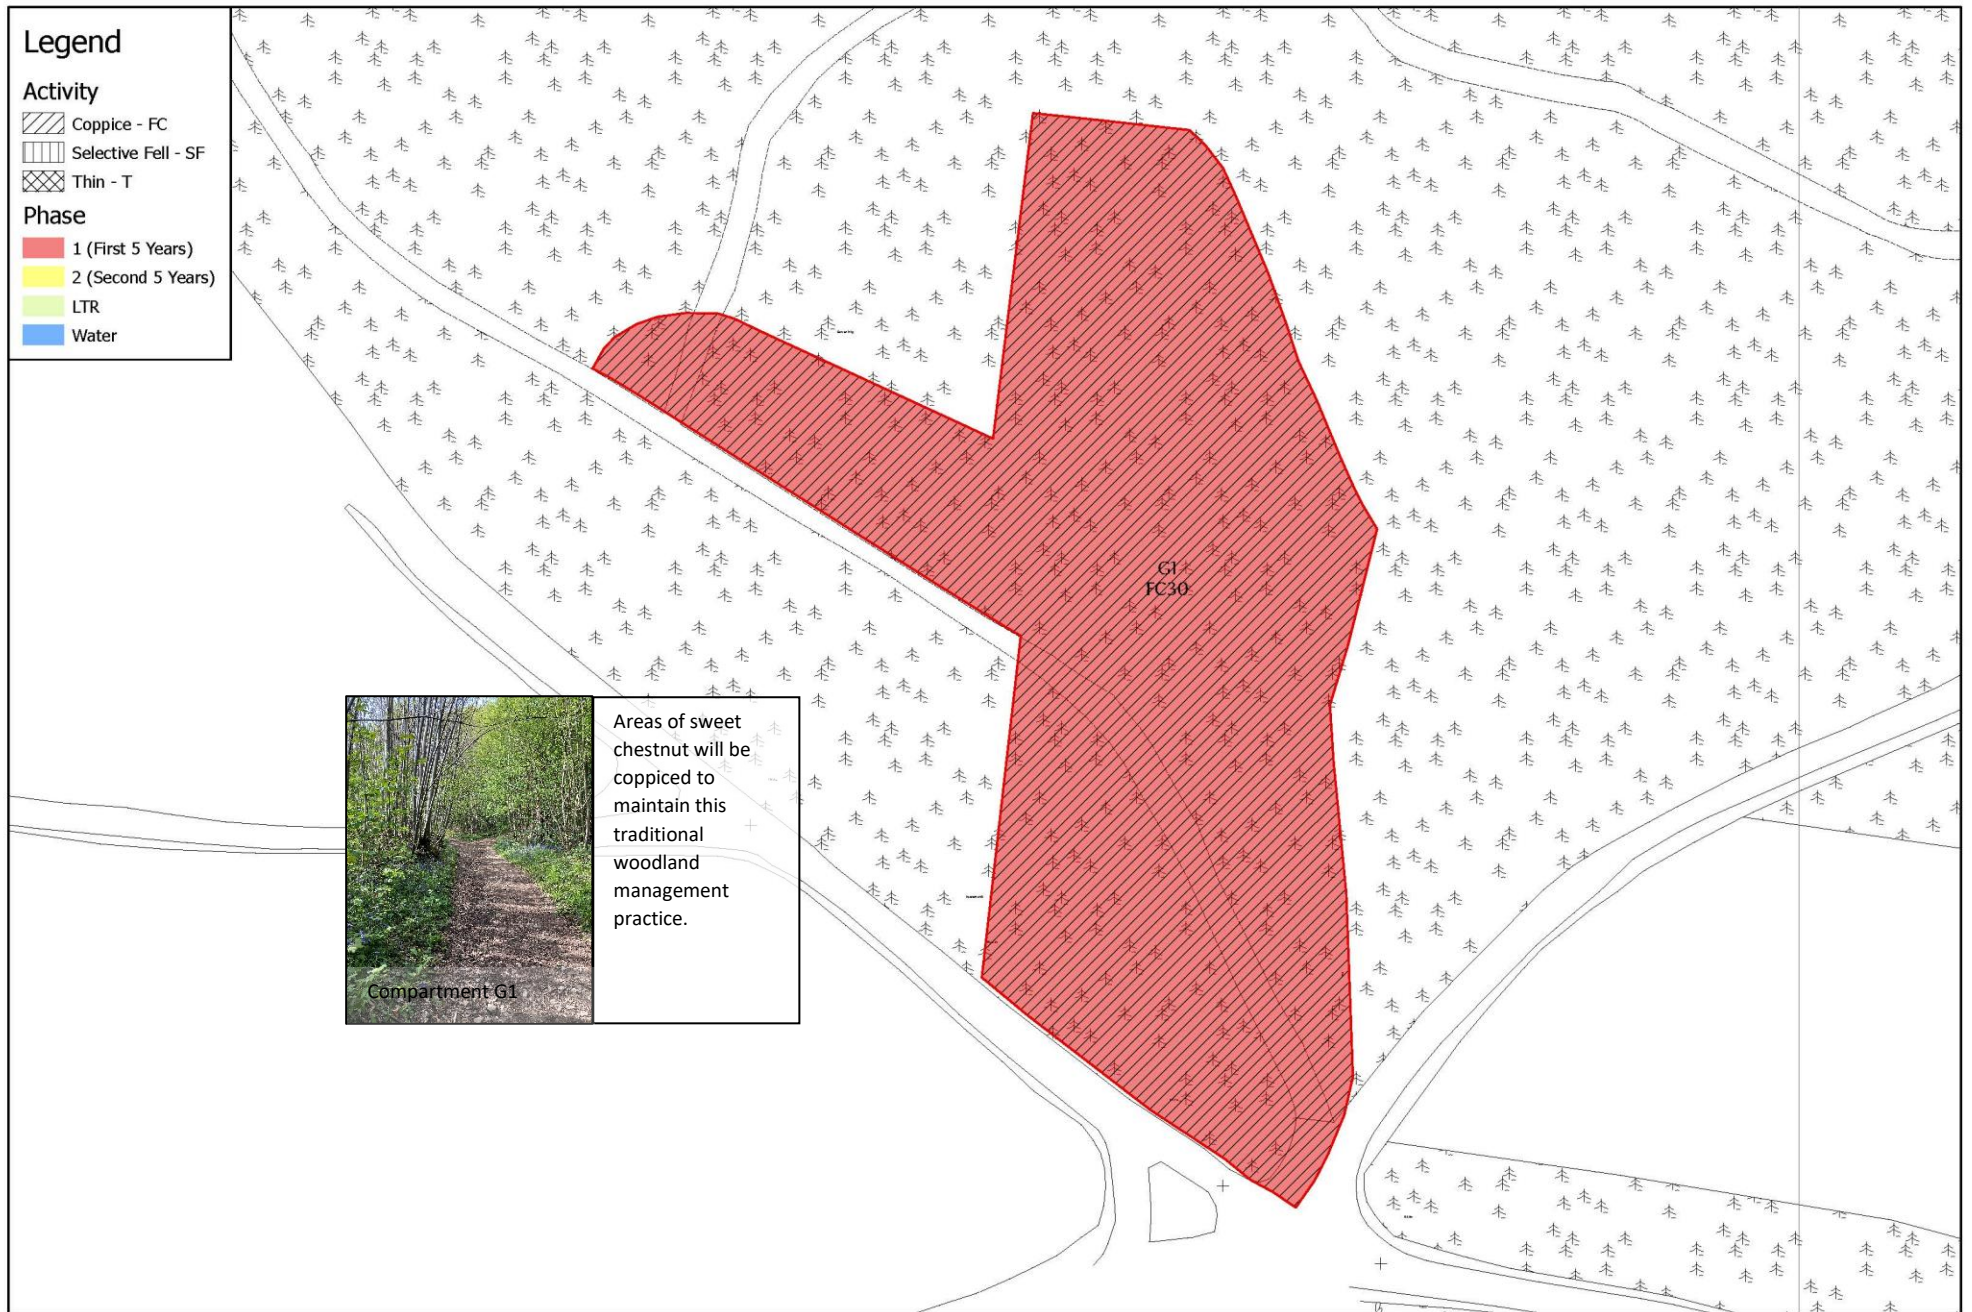 Legend
Activity
Coppice - FC
Selective Fell - SF
Thin - T
Phase
1 (First 5 Years)
2 (Second 5 Years)
LTR
Water
G1
FC30
Areas of sweet
chestnut will be
coppiced to
maintain this
traditional
woodland
management
practice.
Compartment G1